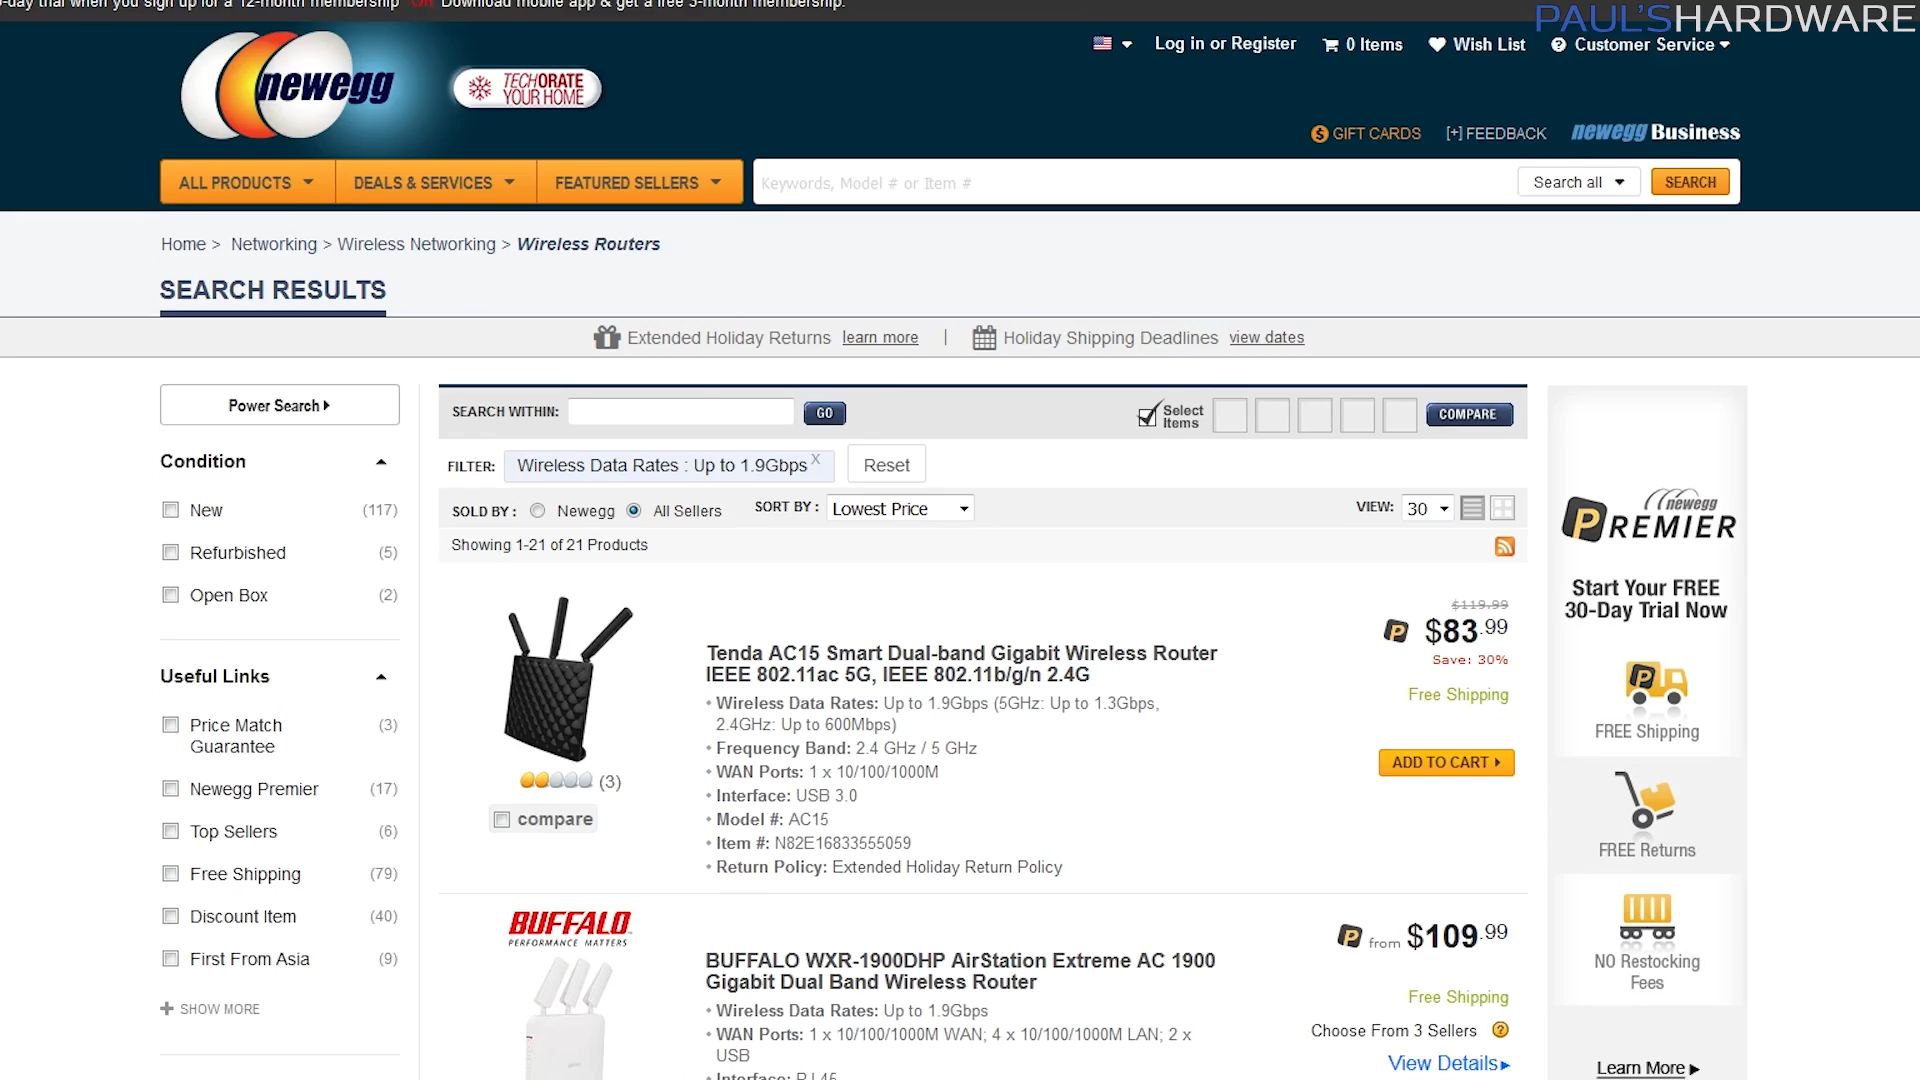 -day trial when you sign up for a 12-month membership OR Download mobile app & get a free 3-month membership.
PAUL'SHARDWARE
Log in or Register
0 Items
Wish List
Customer Service
newegg
TECHORATE
YOUR HOME
GIFT CARDS
[+] FEEDBACK
newegg Business
ALL PRODUCTS
DEALS & SERVICES
FEATURED SELLERS
Keywords, Model # or Item #
Search all
SEARCH
Home > Networking > Wireless Networking > Wireless Routers
SEARCH RESULTS
Extended Holiday Returns learn more | Holiday Shipping Deadlines view dates
Power Search
Condition
New (117)
Refurbished (5)
Open Box (2)
Useful Links
Price Match (3)
Guarantee
Newegg Premier (17)
Top Sellers (6)
Free Shipping (79)
Discount Item (40)
First From Asia (9)
SHOW MORE
SEARCH WITHIN:
GO
Select
Items
COMPARE
FILTER: Wireless Data Rates : Up to 1.9Gbps X Reset
SOLD BY : Newegg All Sellers
SORT BY : Lowest Price
VIEW: 30
Showing 1-21 of 21 Products
Tenda AC15 Smart Dual-band Gigabit Wireless Router
IEEE 802.11ac 5G, IEEE 802.11b/g/n 2.4G
• Wireless Data Rates: Up to 1.9Gbps (5GHz: Up to 1.3Gbps,
2.4GHz: Up to 600Mbps)
• Frequency Band: 2.4 GHz / 5 GHz
• WAN Ports: 1 x 10/100/1000M
• Interface: USB 3.0
• Model #: AC15
• Item #: N82E16833555059
• Return Policy: Extended Holiday Return Policy
(3)
compare
$119.99
P $83.99
Save: 30%
Free Shipping
ADD TO CART
BUFFALO
PERFORMANCE MATTERS
BUFFALO WXR-1900DHP AirStation Extreme AC 1900
Gigabit Dual Band Wireless Router
• Wireless Data Rates: Up to 1.9Gbps
• WAN Ports: 1 x 10/100/1000M WAN; 4 x 10/100/1000M LAN; 2 x
USB
• Interface: RJ-45
P from $109.99
Free Shipping
Choose From 3 Sellers ?
View Details
newegg
PREMIER
Start Your FREE
30-Day Trial Now
P
FREE Shipping
FREE Returns
NO Restocking
Fees
Learn More